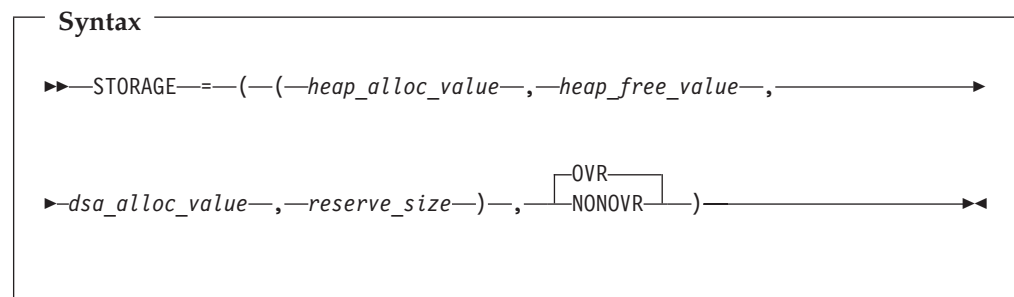 Syntax
►►—STORAGE—=—(—(—heap_alloc_value—,—heap_free_value—,—►
►—dsa_alloc_value—,—reserve_size—)—,—
OVR
NONOVR
—)—►◄